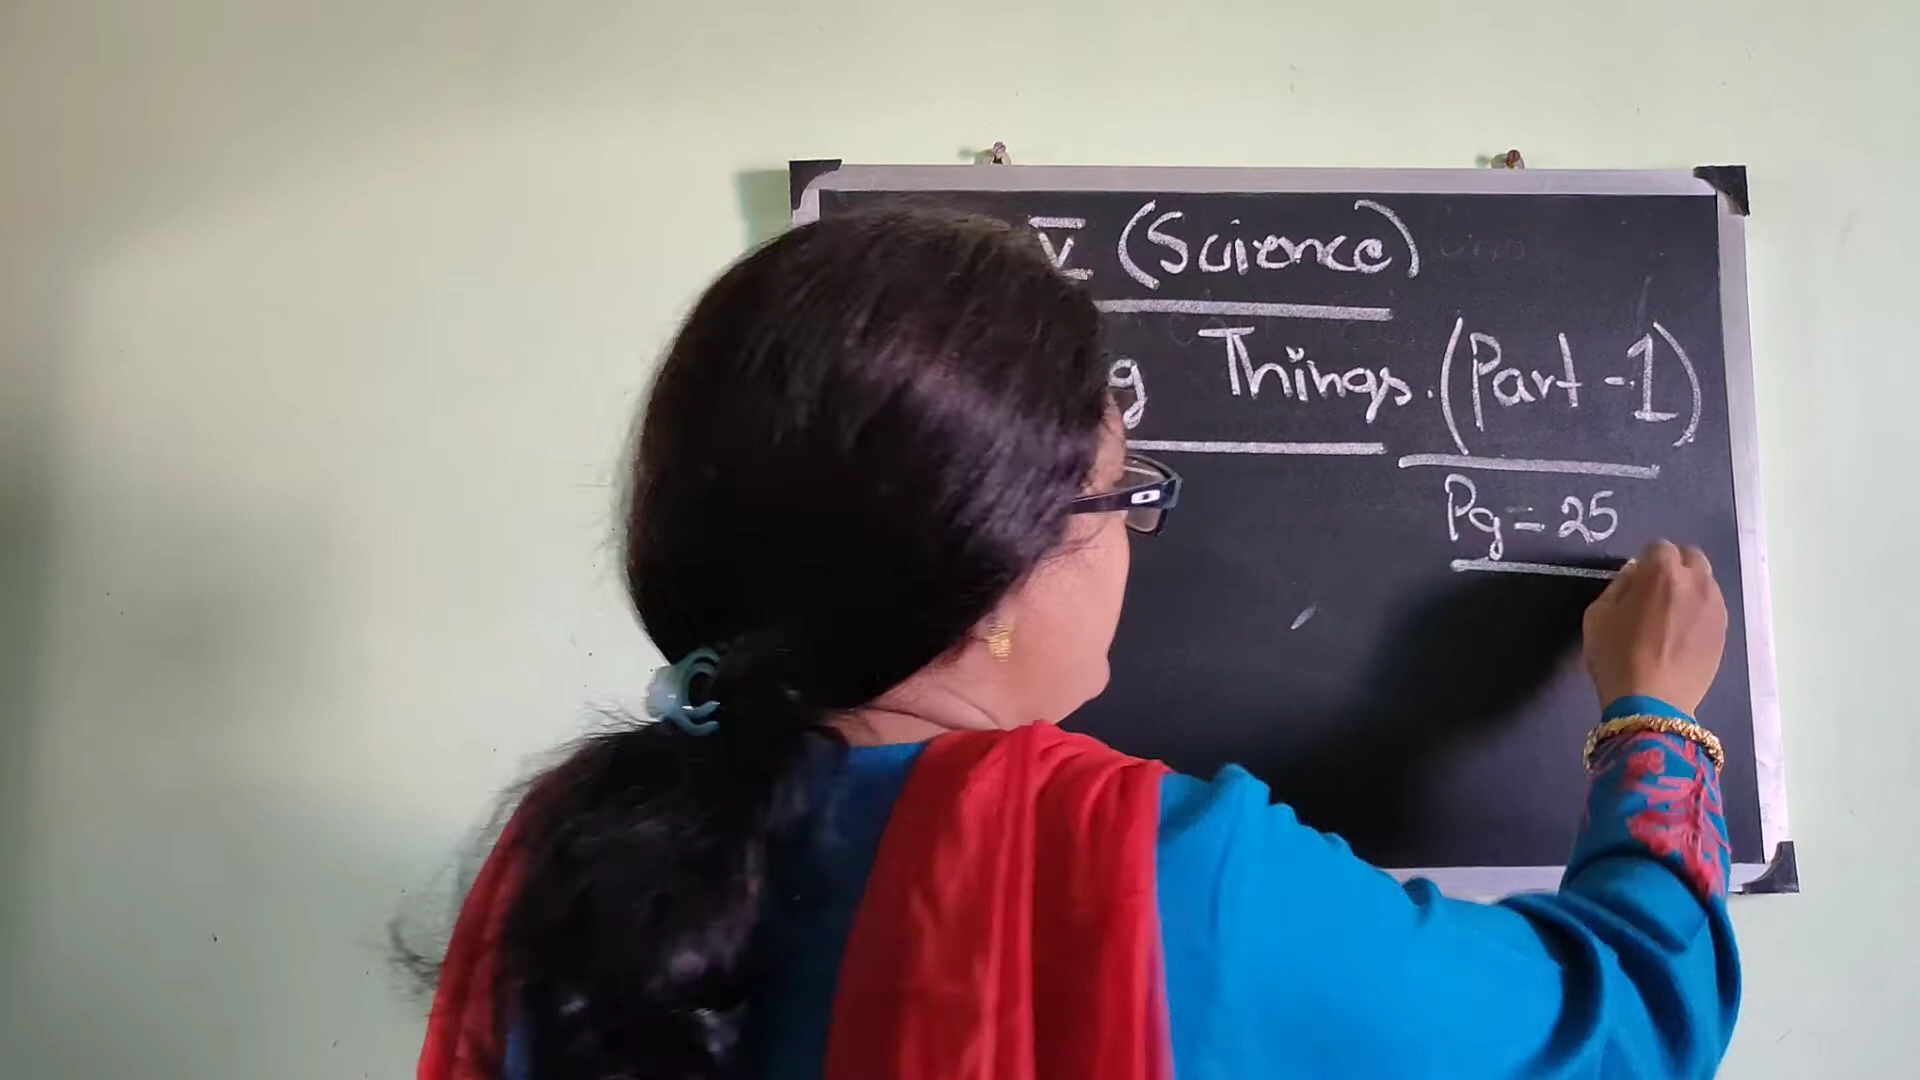 V (Science)
g Things. (Part-1)
Pg = 25